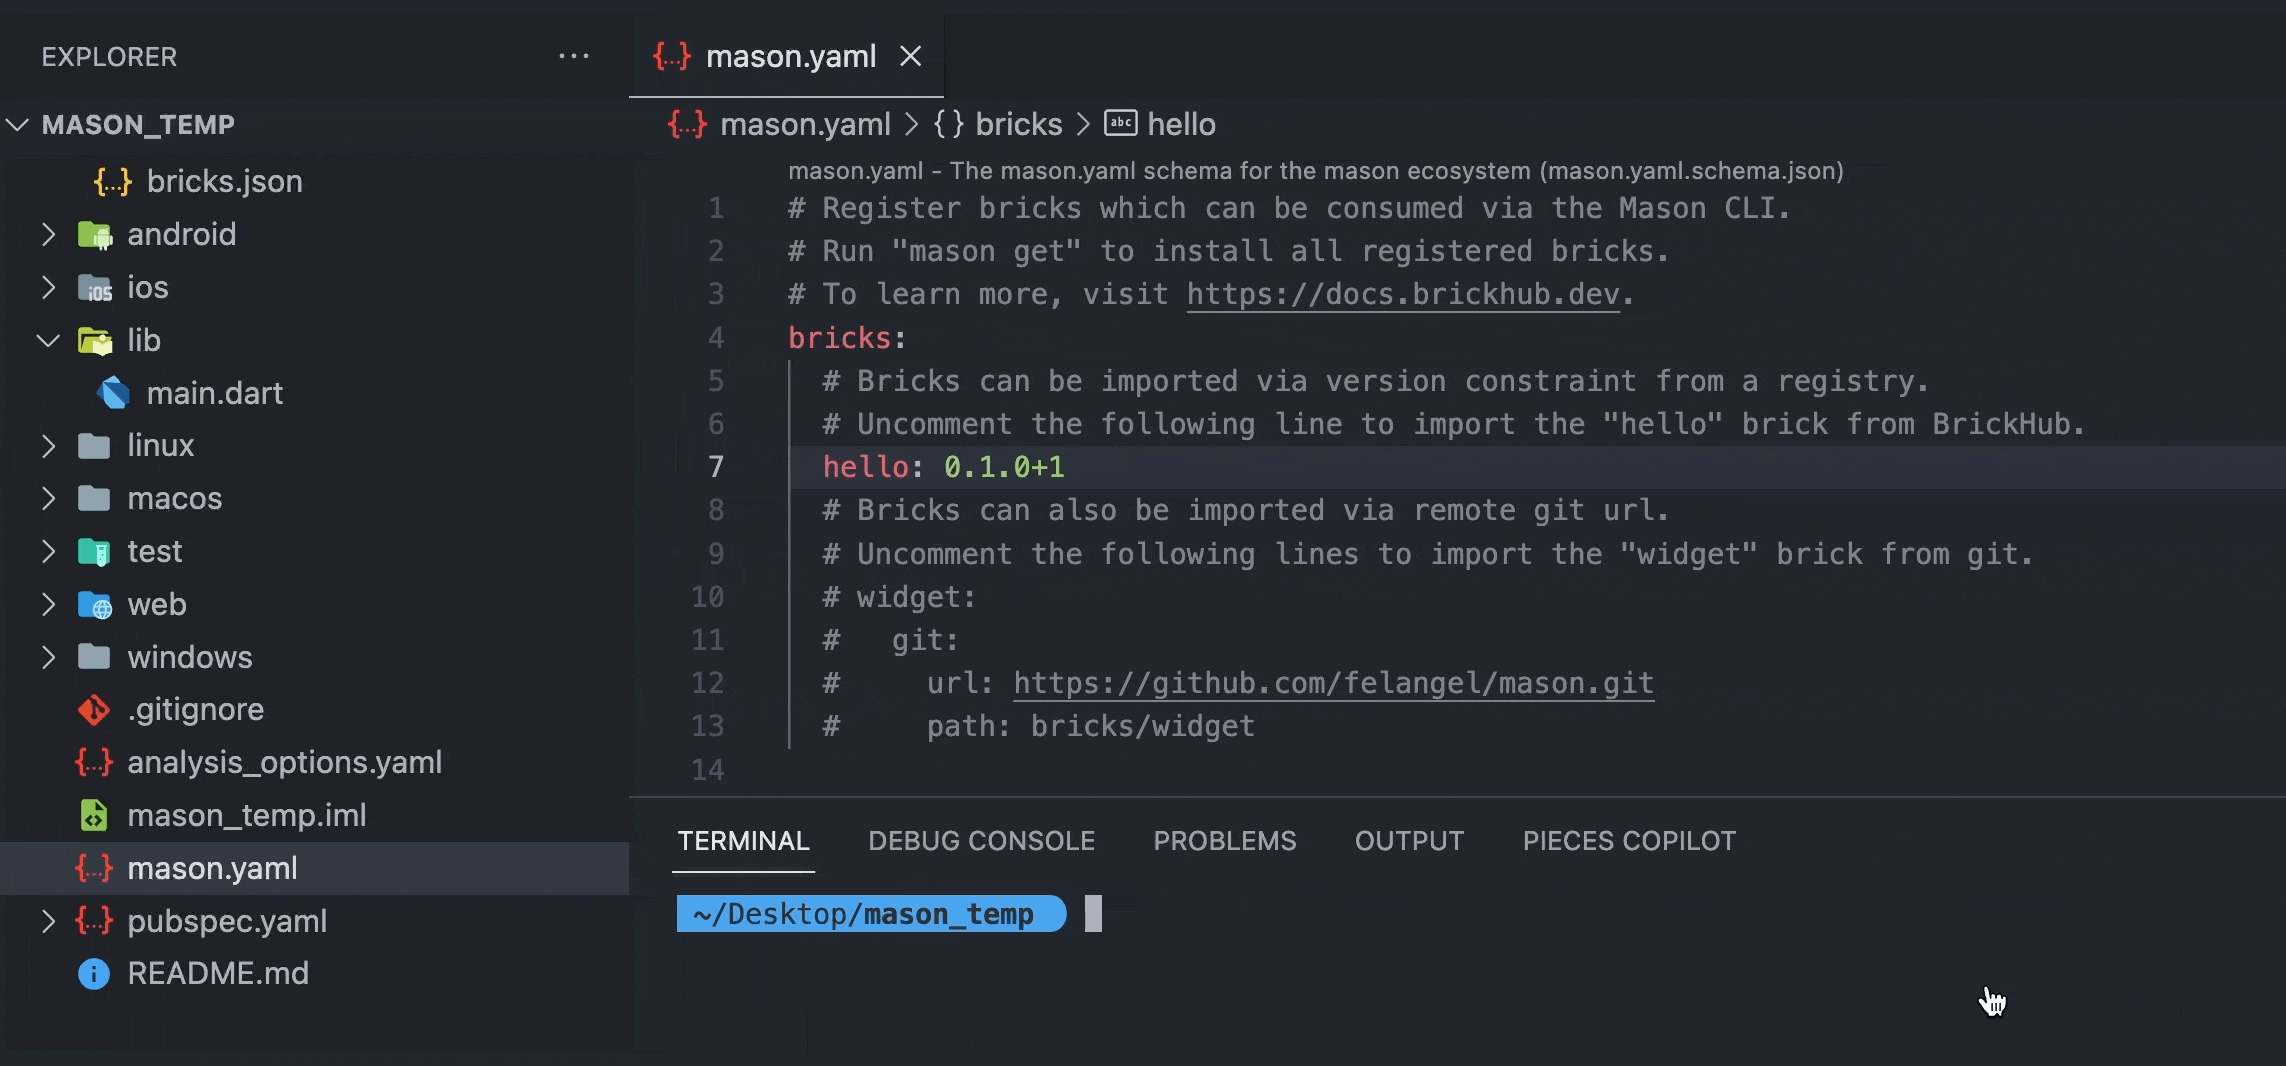 EXPLORER
MASON_TEMP
bricks.json
android
ios
lib
main.dart
linux
macos
test
web
windows
.gitignore
analysis_options.yaml
mason_temp.iml
mason.yaml
pubspec.yaml
README.md
mason.yaml
mason.yaml > {} bricks > abc hello
mason.yaml - The mason.yaml schema for the mason ecosystem (mason.yaml.schema.json)
1 # Register bricks which can be consumed via the Mason CLI.
2 # Run "mason get" to install all registered bricks.
3 # To learn more, visit https://docs.brickhub.dev.
4 bricks:
5   # Bricks can be imported via version constraint from a registry.
6   # Uncomment the following line to import the "hello" brick from BrickHub.
7   hello: 0.1.0+1
8   # Bricks can also be imported via remote git url.
9   # Uncomment the following lines to import the "widget" brick from git.
10   # widget:
11   #   git:
12   #     url: https://github.com/felangel/mason.git
13   #     path: bricks/widget
14
TERMINAL DEBUG CONSOLE PROBLEMS OUTPUT PIECES COPILOT
~/Desktop/mason_temp